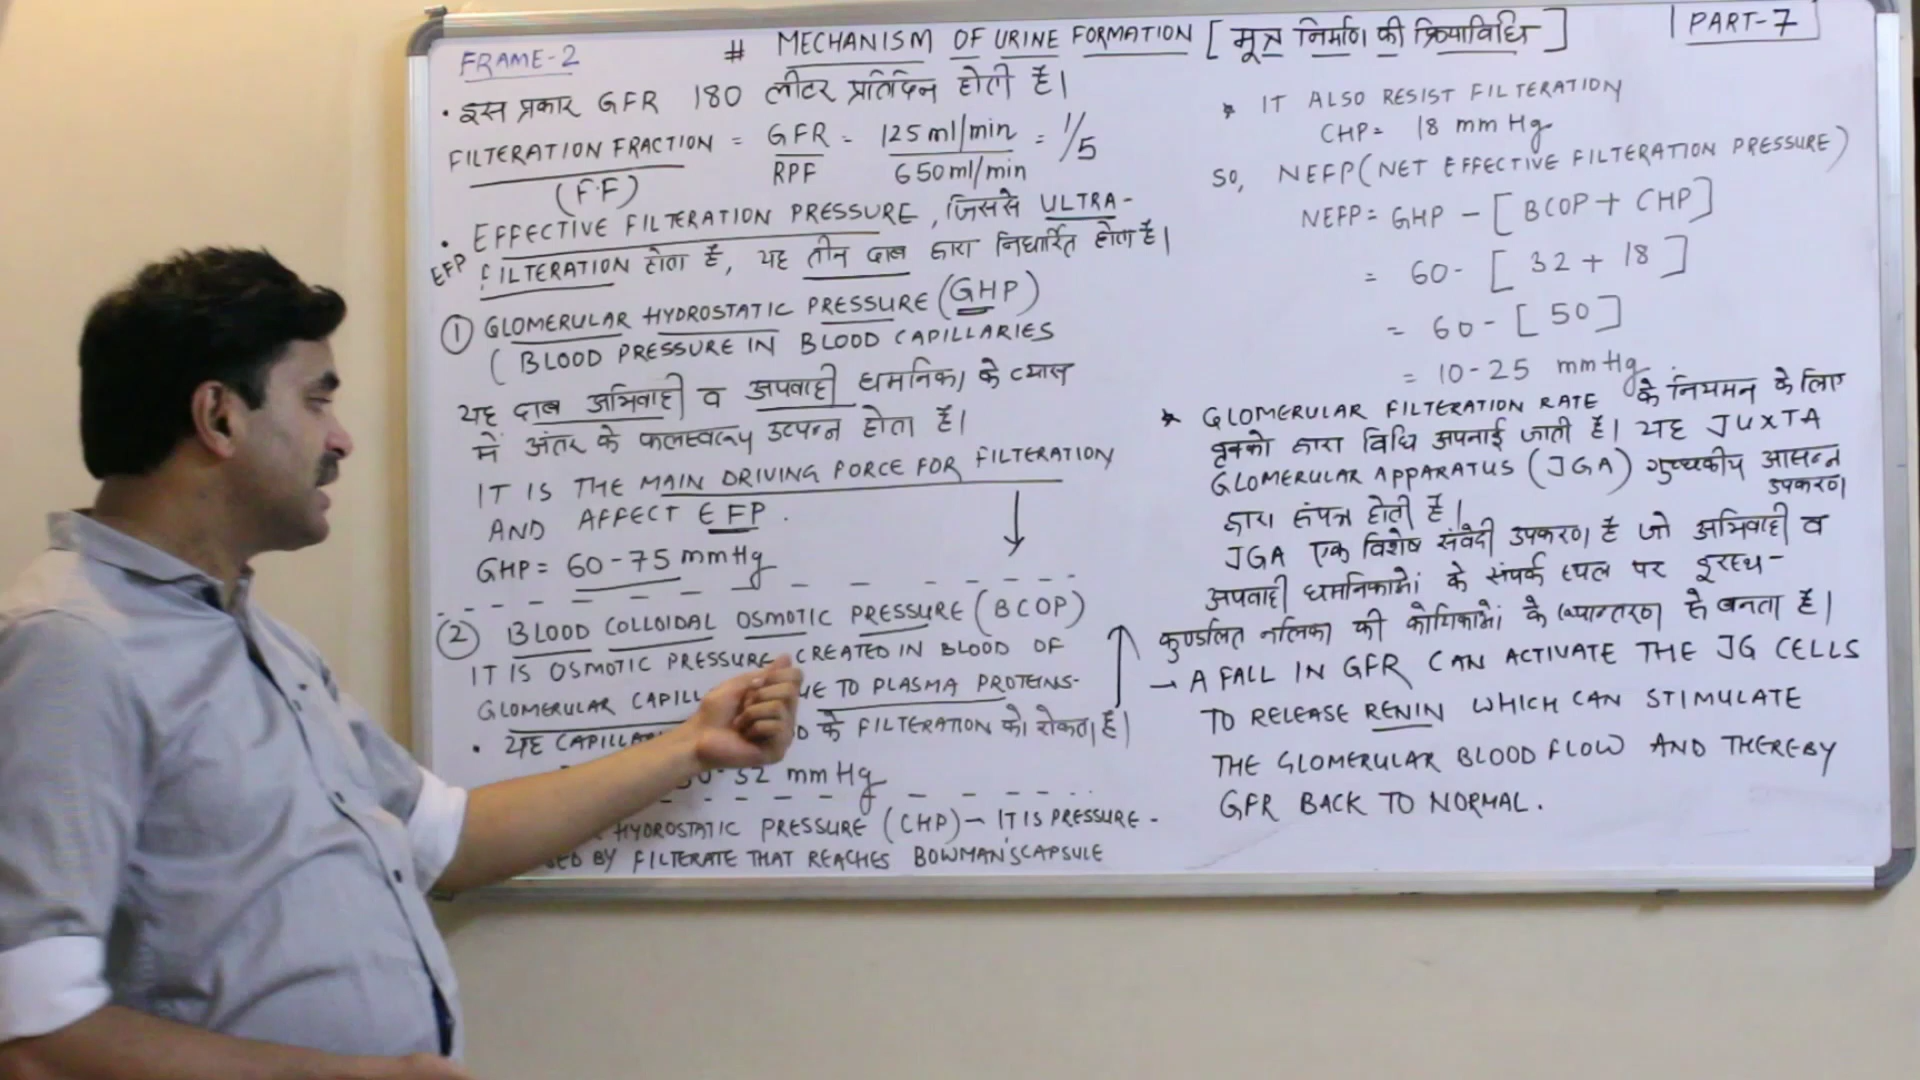 FRAME-2
# MECHANISM OF URINE FORMATION [मूत्र निर्माण की क्रियाविधि]
PART-7
• इस प्रकार GFR 180 लीटर प्रतिदिन होती है।
FILTERATION FRACTION = GFR/RPF = 125 ml/min / 650 ml/min = 1/5
(F.F)
• EFFECTIVE FILTERATION PRESSURE, जिससे ULTRA-
EFP FILTERATION होता है, यह तीन दाब द्वारा निर्धारित होता है।
① GLOMERULAR HYDROSTATIC PRESSURE (GHP)
( BLOOD PRESSURE IN BLOOD CAPILLARIES
यह दाब अभिवाही व अपवाही धमनिका के व्यास
में अंतर के फलस्वरूप उत्पन्न होता है।
IT IS THE MAIN DRIVING FORCE FOR FILTERATION
AND AFFECT EFP.
GHP = 60-75 mmHg
② BLOOD COLLOIDAL OSMOTIC PRESSURE (BCOP)
IT IS OSMOTIC PRESSURE CREATED IN BLOOD OF
GLOMERULAR TO PLASMA PROTEINS-
• यह के FILTERATION को रोकता है।
32 mmHg
HYDROSTATIC PRESSURE (CHP) - IT IS PRESSURE-
BY FILTERATE THAT REACHES BOWMAN'S CAPSULE
* IT ALSO RESIST FILTERATION
CHP = 18 mm Hg
SO, NEFP (NET EFFECTIVE FILTERATION PRESSURE)
NEFP = GHP - [BCOP + CHP]
= 60 - [32 + 18]
= 60 - [50]
= 10-25 mmHg
* GLOMERULAR FILTERATION RATE के नियमन के लिए
वृक्को द्वारा विधि अपनाई जाती है। यह JUXTA
GLOMERULAR APPARATUS (JGA) गुच्छकीय आसन्न
उपकरण
द्वारा संपन्न होती है।
JGA एक विशेष संवेदी उपकरण है जो अभिवाही व
अपवाही धमनिकाओं के संपर्क स्थल पर दूरस्थ-
कुण्डलित नलिका की कोशिकाओं के रूपान्तरण से बनता है।
→ A FALL IN GFR CAN ACTIVATE THE JG CELLS
TO RELEASE RENIN WHICH CAN STIMULATE
THE GLOMERULAR BLOOD FLOW AND THEREBY
GFR BACK TO NORMAL.